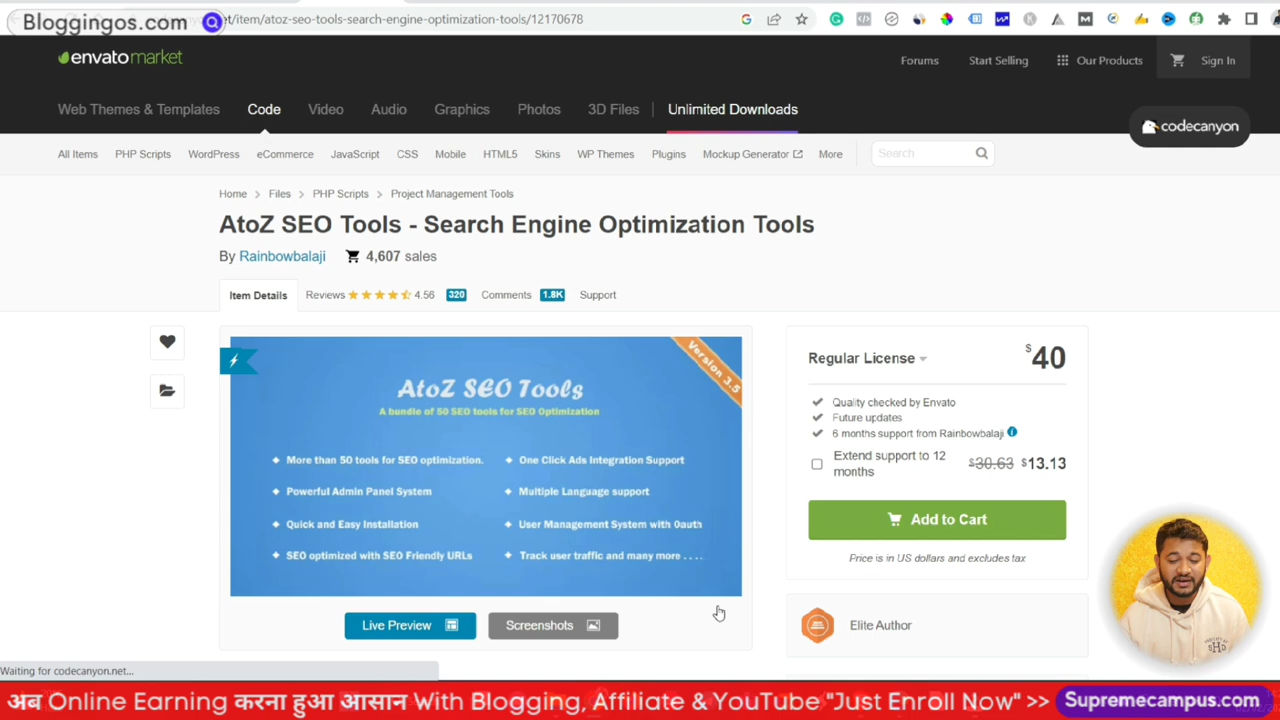 Bloggingos.com
et/item/atoz-seo-tools-search-engine-optimization-tools/12170678
envatomarket
Forums
Start Selling
Our Products
Sign In
Web Themes & Templates
Code
Video
Audio
Graphics
Photos
3D Files
Unlimited Downloads
codecanyon
All Items
PHP Scripts
WordPress
eCommerce
JavaScript
CSS
Mobile
HTML5
Skins
WP Themes
Plugins
Mockup Generator
More
Search
Home > Files > PHP Scripts > Project Management Tools
AtoZ SEO Tools - Search Engine Optimization Tools
By Rainbowbalaji 4,607 sales
Item Details
Reviews 4.56 320
Comments 1.8K
Support
Version 3.5
AtoZ SEO Tools
A bundle of 50 SEO tools for SEO Optimization
More than 50 tools for SEO optimization.
One Click Ads Integration Support
Powerful Admin Panel System
Multiple Language support
Quick and Easy Installation
User Management System with Oauth
SEO optimized with SEO Friendly URLs
Track user traffic and many more . . . .
Live Preview
Screenshots
Regular License
$40
Quality checked by Envato
Future updates
6 months support from Rainbowbalaji
Extend support to 12
months
$30.63 $13.13
Add to Cart
Price is in US dollars and excludes tax
Elite Author
Waiting for codecanyon.net...
अब Online Earning करना हुआ आसान With Blogging, Affiliate & YouTube "Just Enroll Now" >> Supremecampus.com